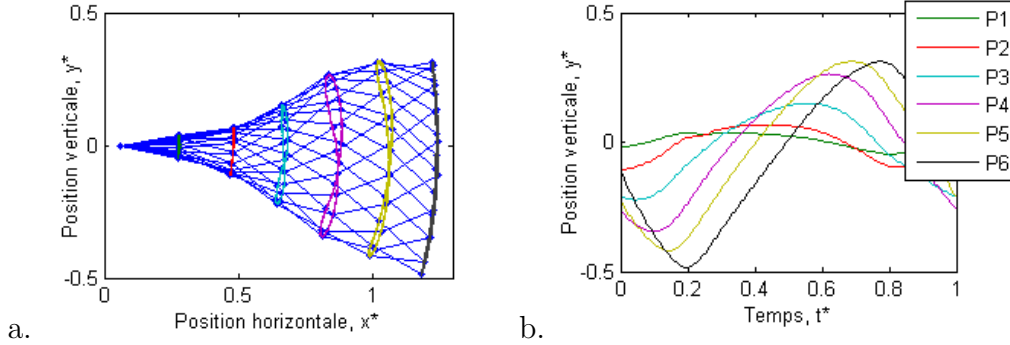 0.5
0
-0.5
0
0.5
1
Position verticale, y*
Position horizontale, x*
a.
0.5
0
-0.5
0
0.2
0.4
0.6
0.8
1
Position verticale, y*
Temps, t*
P1
P2
P3
P4
P5
P6
b.